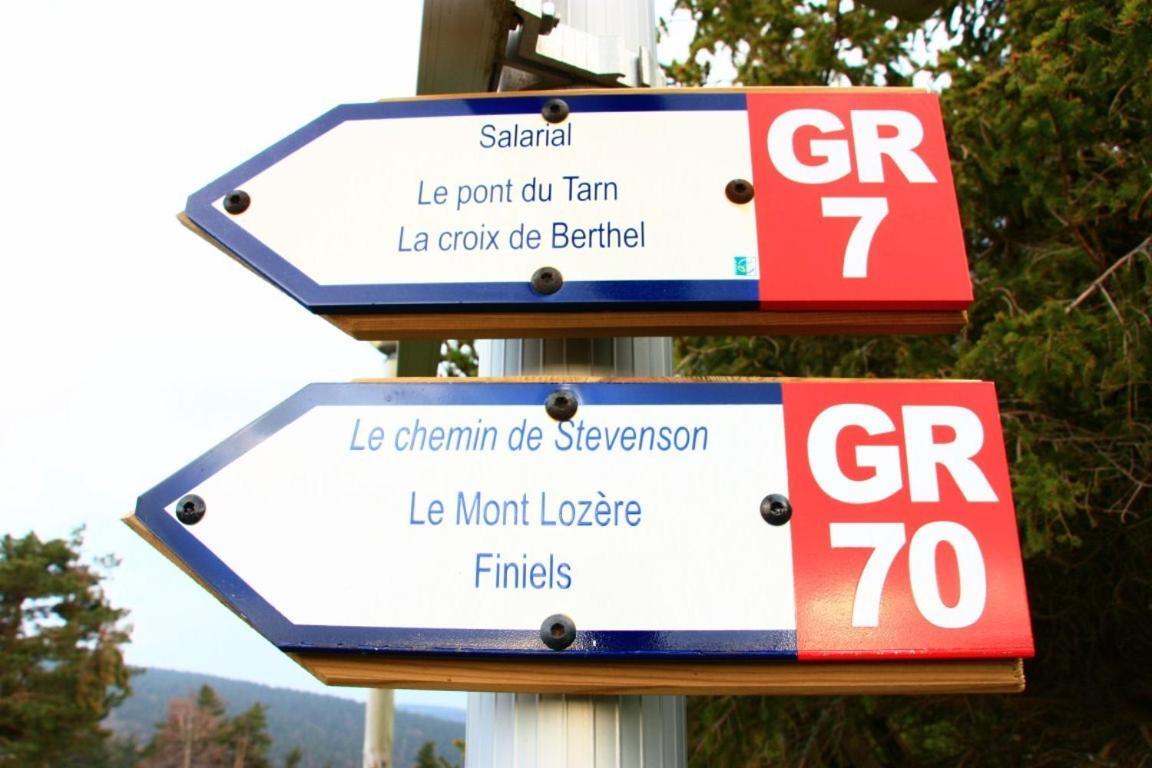 Salarial
Le pont du Tarn
La croix de Berthel
GR
7
Le chemin de Stevenson
Le Mont Lozère
Finiels
GR
70